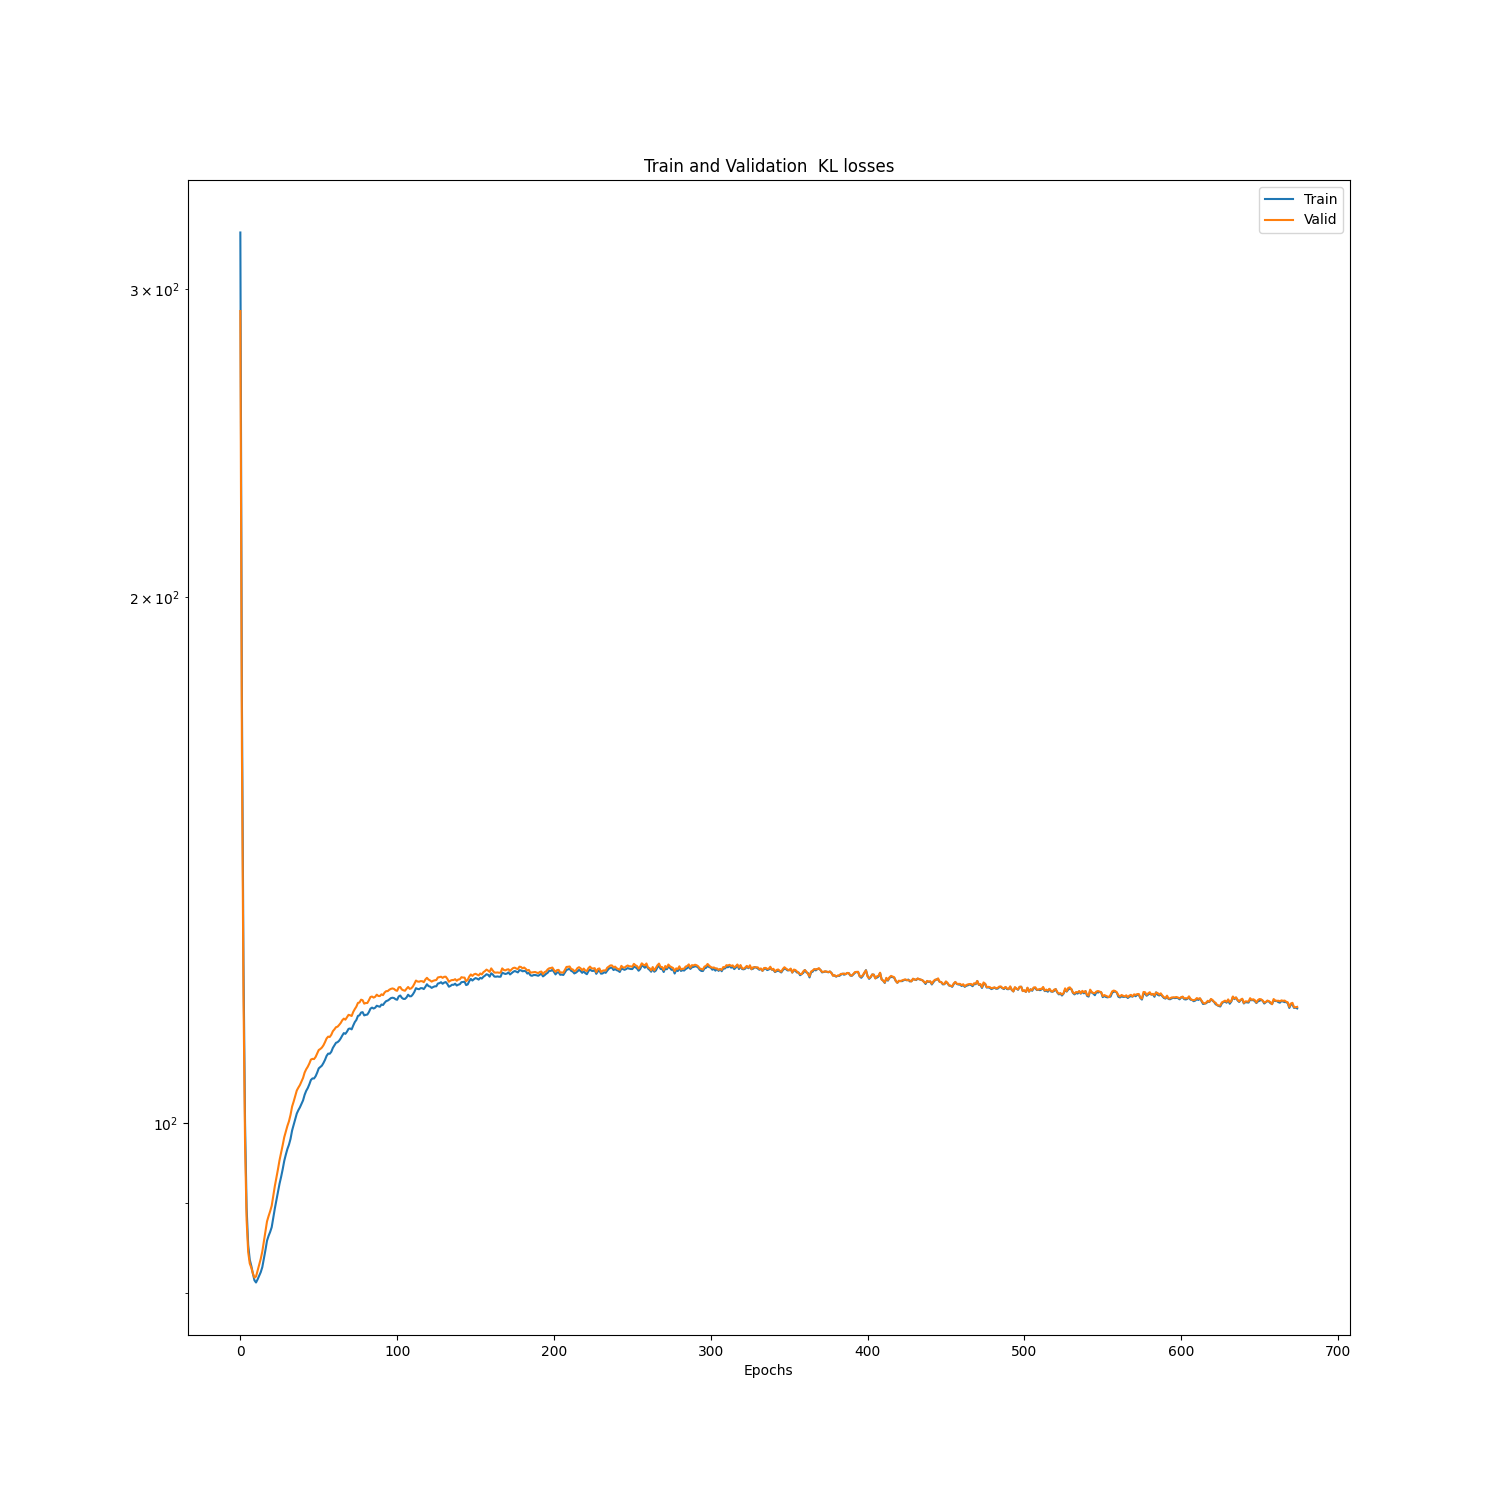 Train and Validation  KL losses
Train
Valid
3 × 10²
2 × 10²
10²
0 100 200 300 400 500 600 700
Epochs